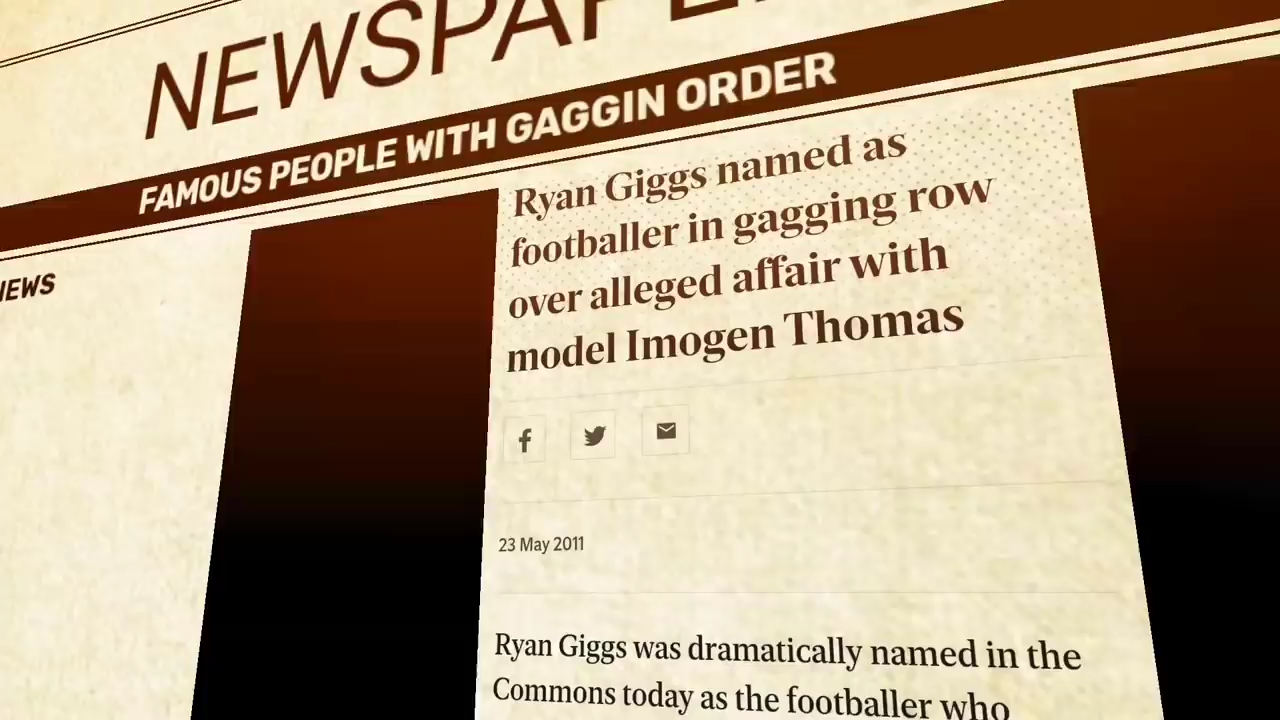 NEWSPAPE
FAMOUS PEOPLE WITH GAGGIN ORDER
NEWS
Ryan Giggs named as
footballer in gagging row
over alleged affair with
model Imogen Thomas
23 May 2011
Ryan Giggs was dramatically named in the
Commons today as the footballer who